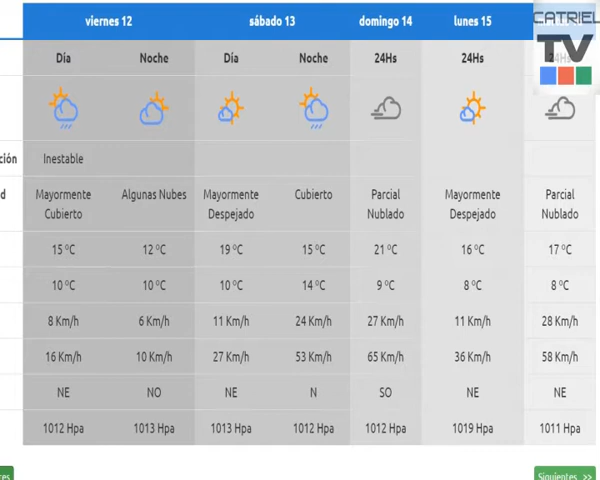 viernes 12 sábado 13 domingo 14 lunes 15
CATRIEL
TV
Día Noche Día Noche 24Hs 24Hs 24Hs
ción Inestable
d Mayormente Cubierto Algunas Nubes Mayormente Despejado Cubierto Parcial Nublado Mayormente Despejado Parcial Nublado
15 ºC 12 ºC 19 ºC 15 ºC 21 ºC 16 ºC 17 ºC
10 ºC 10 ºC 10 ºC 14 ºC 9 ºC 8 ºC 8 ºC
8 Km/h 6 Km/h 11 Km/h 24 Km/h 27 Km/h 11 Km/h 28 Km/h
16 Km/h 10 Km/h 27 Km/h 53 Km/h 65 Km/h 36 Km/h 58 Km/h
NE NO NE N SO NE NE
1012 Hpa 1013 Hpa 1013 Hpa 1012 Hpa 1012 Hpa 1019 Hpa 1011 Hpa
es Siguientes >>